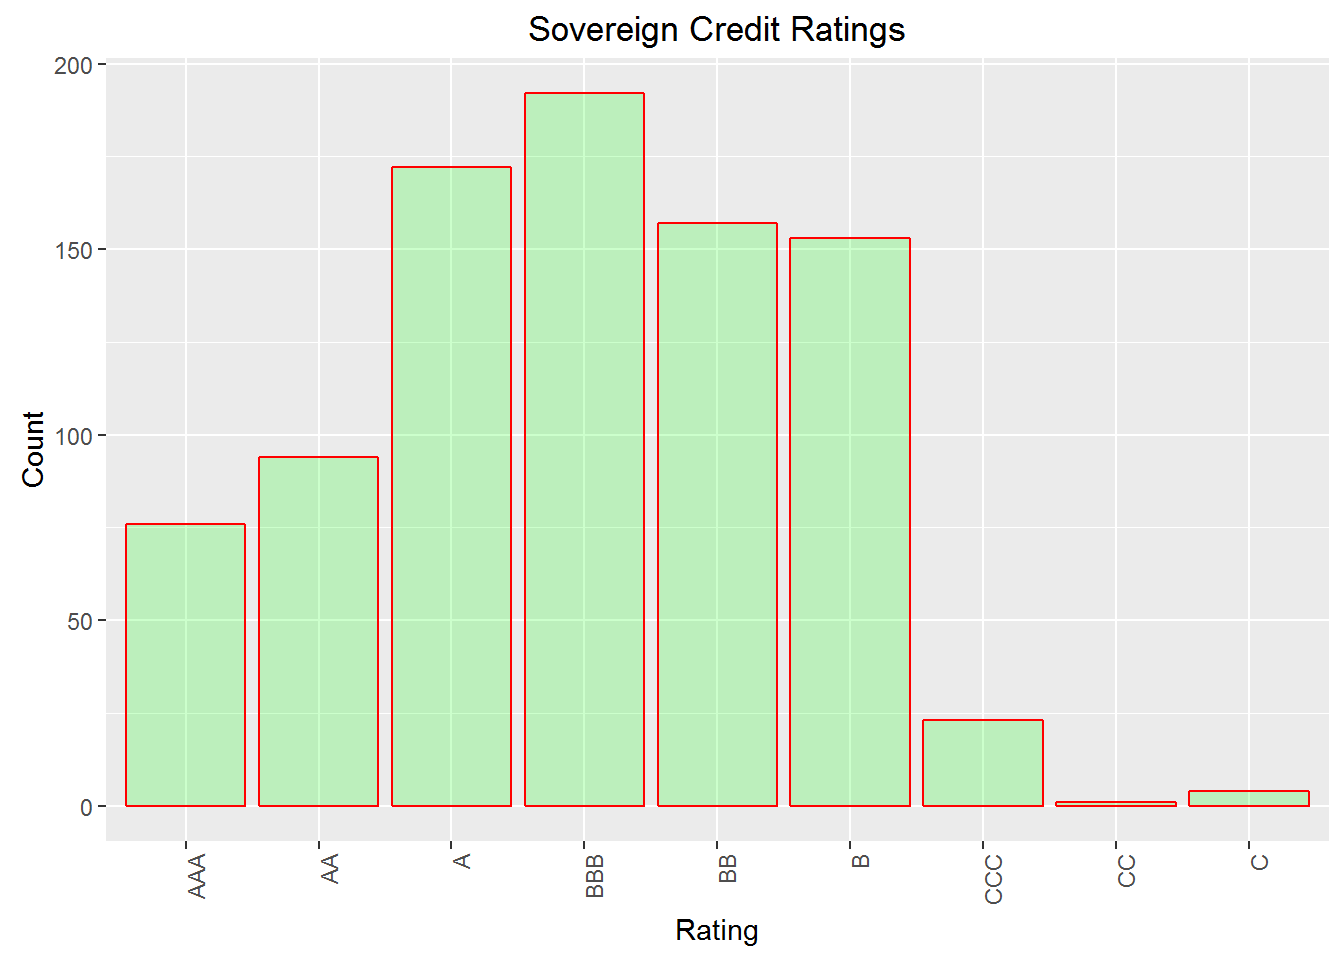 Sovereign Credit Ratings
200
150
100
50
0
Count
AAA
AA
A
BBB
BB
B
CCC
CC
C
Rating